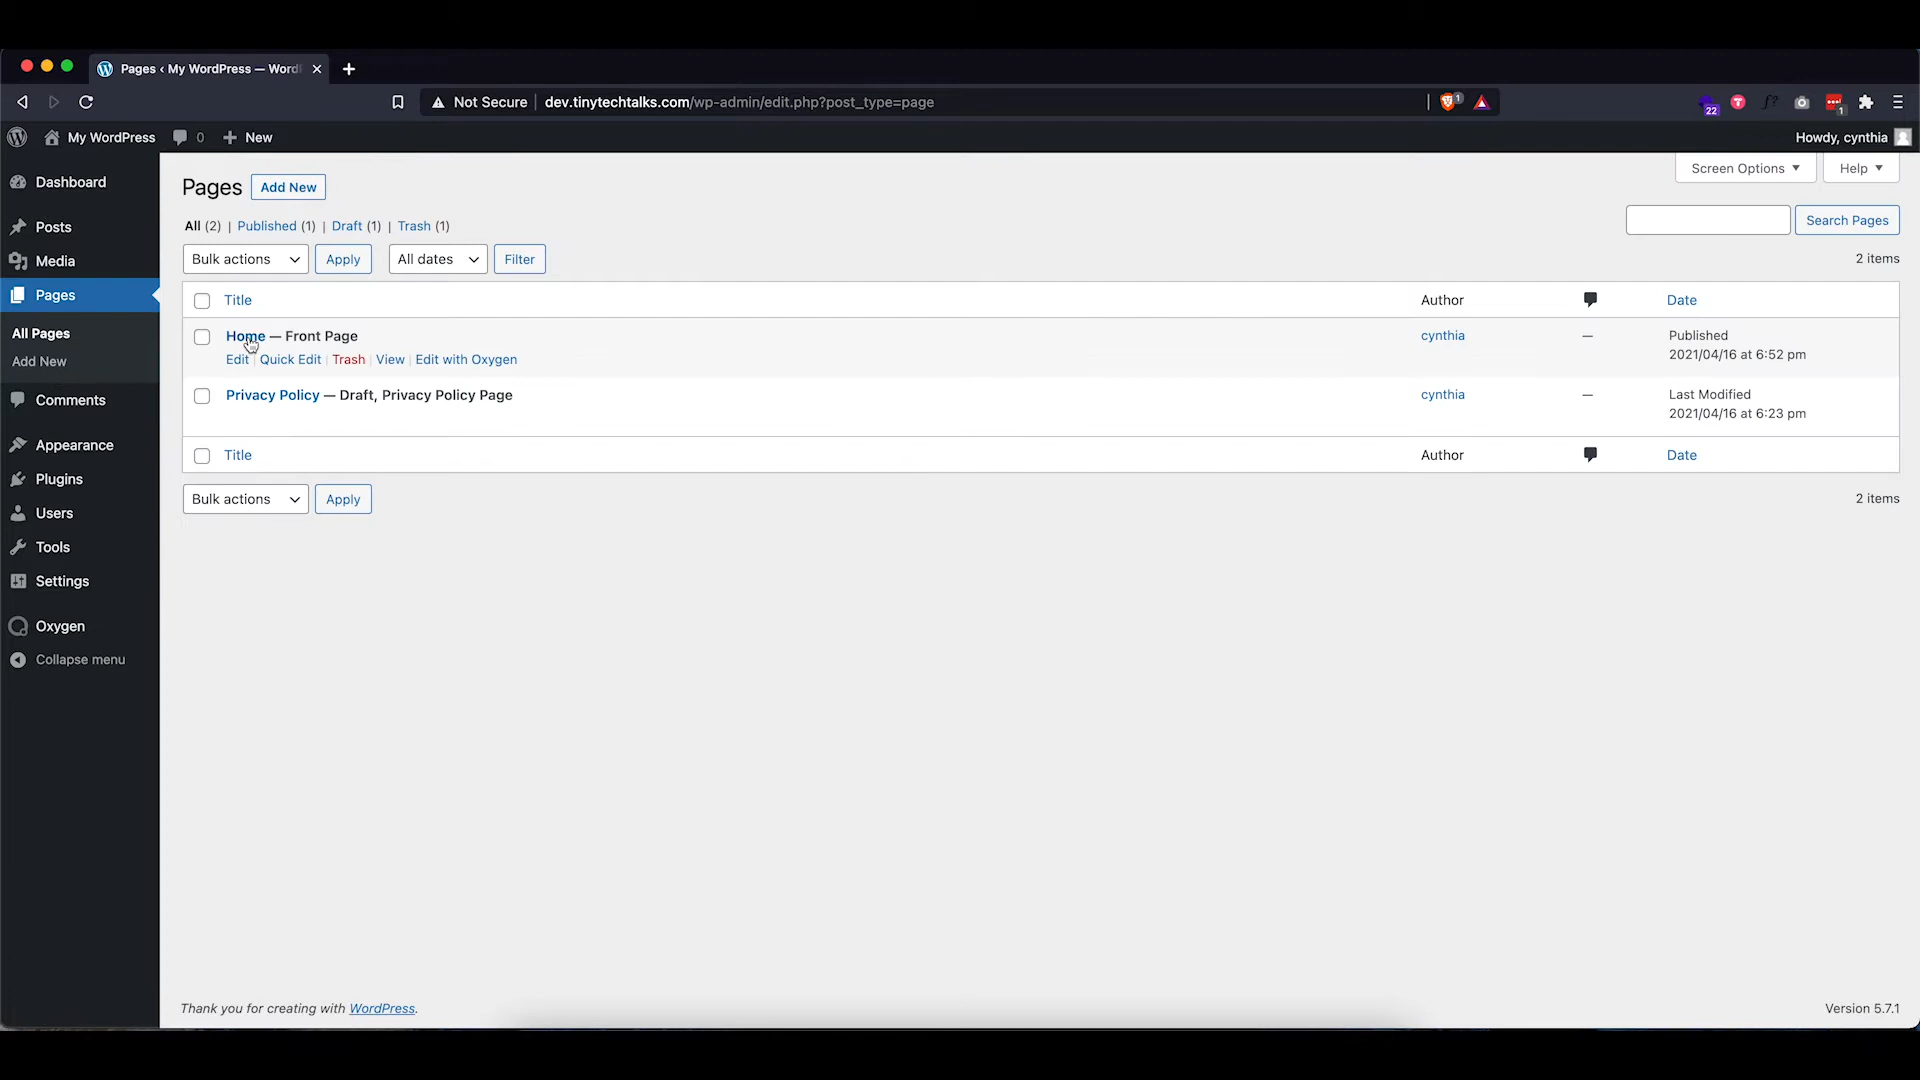 Pages ‹ My WordPress — Word
Not Secure dev.tinytechtalks.com/wp-admin/edit.php?post_type=page 1 22 1
My WordPress 0 New Howdy, cynthia
Dashboard
Posts
Media
Pages
All Pages
Add New
Comments
Appearance
Plugins
Users
Tools
Settings
Oxygen
Collapse menu
Screen Options Help
Pages Add New
All (2) | Published (1) | Draft (1) | Trash (1)
Search Pages
Bulk actions Apply All dates Filter 2 items
Title Author Date
Home — Front Page cynthia — Published
2021/04/16 at 6:52 pm
Edit | Quick Edit | Trash | View | Edit with Oxygen
Privacy Policy — Draft, Privacy Policy Page cynthia — Last Modified
2021/04/16 at 6:23 pm
Title Author Date
Bulk actions Apply 2 items
Thank you for creating with WordPress. Version 5.7.1